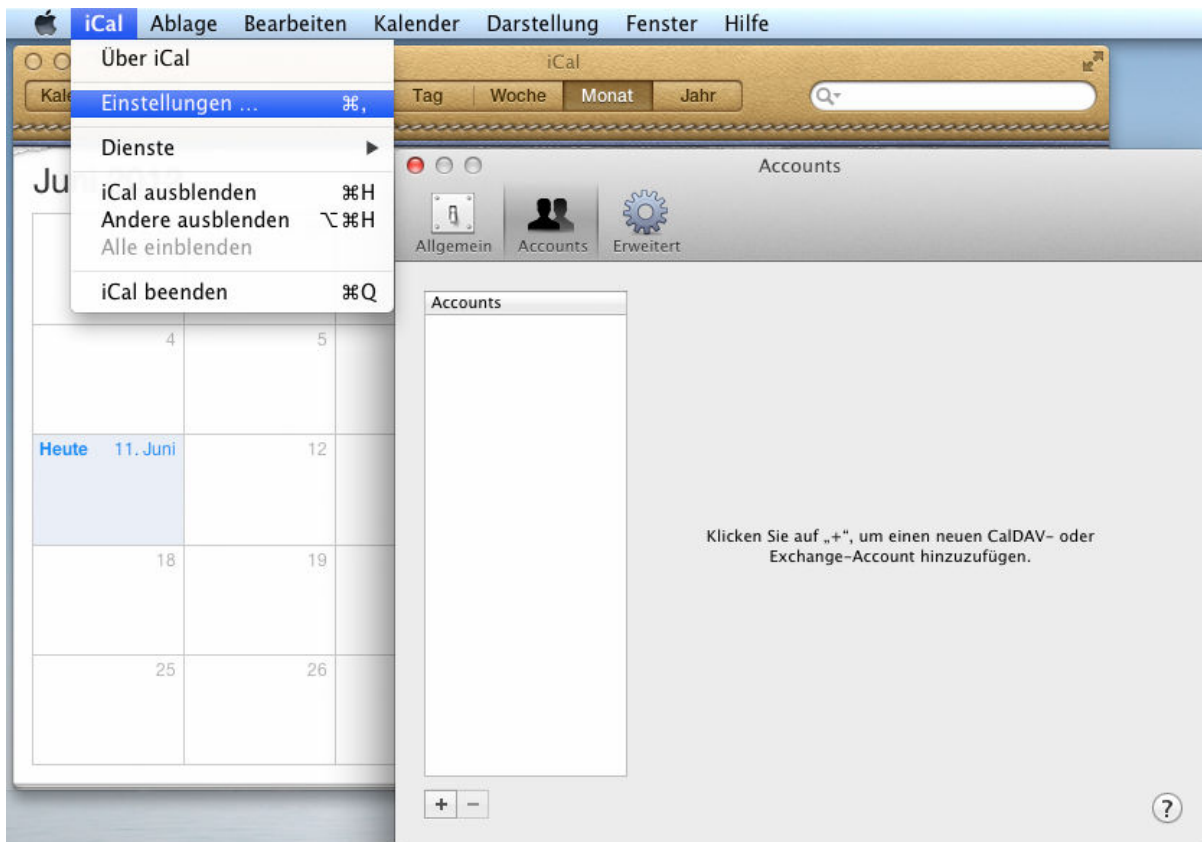 iCal Ablage Bearbeiten Kalender Darstellung Fenster Hilfe
Über iCal
Einstellungen ... ⌘,
Dienste
iCal ausblenden ⌘H
Andere ausblenden ⌥⌘H
Alle einblenden
iCal beenden ⌘Q
iCal
Tag Woche Monat Jahr
4 5
Heute 11. Juni 12
18 19
25 26
Accounts
Allgemein Accounts Erweitert
Accounts
Klicken Sie auf „+“, um einen neuen CalDAV- oder
Exchange-Account hinzuzufügen.
+ −
?